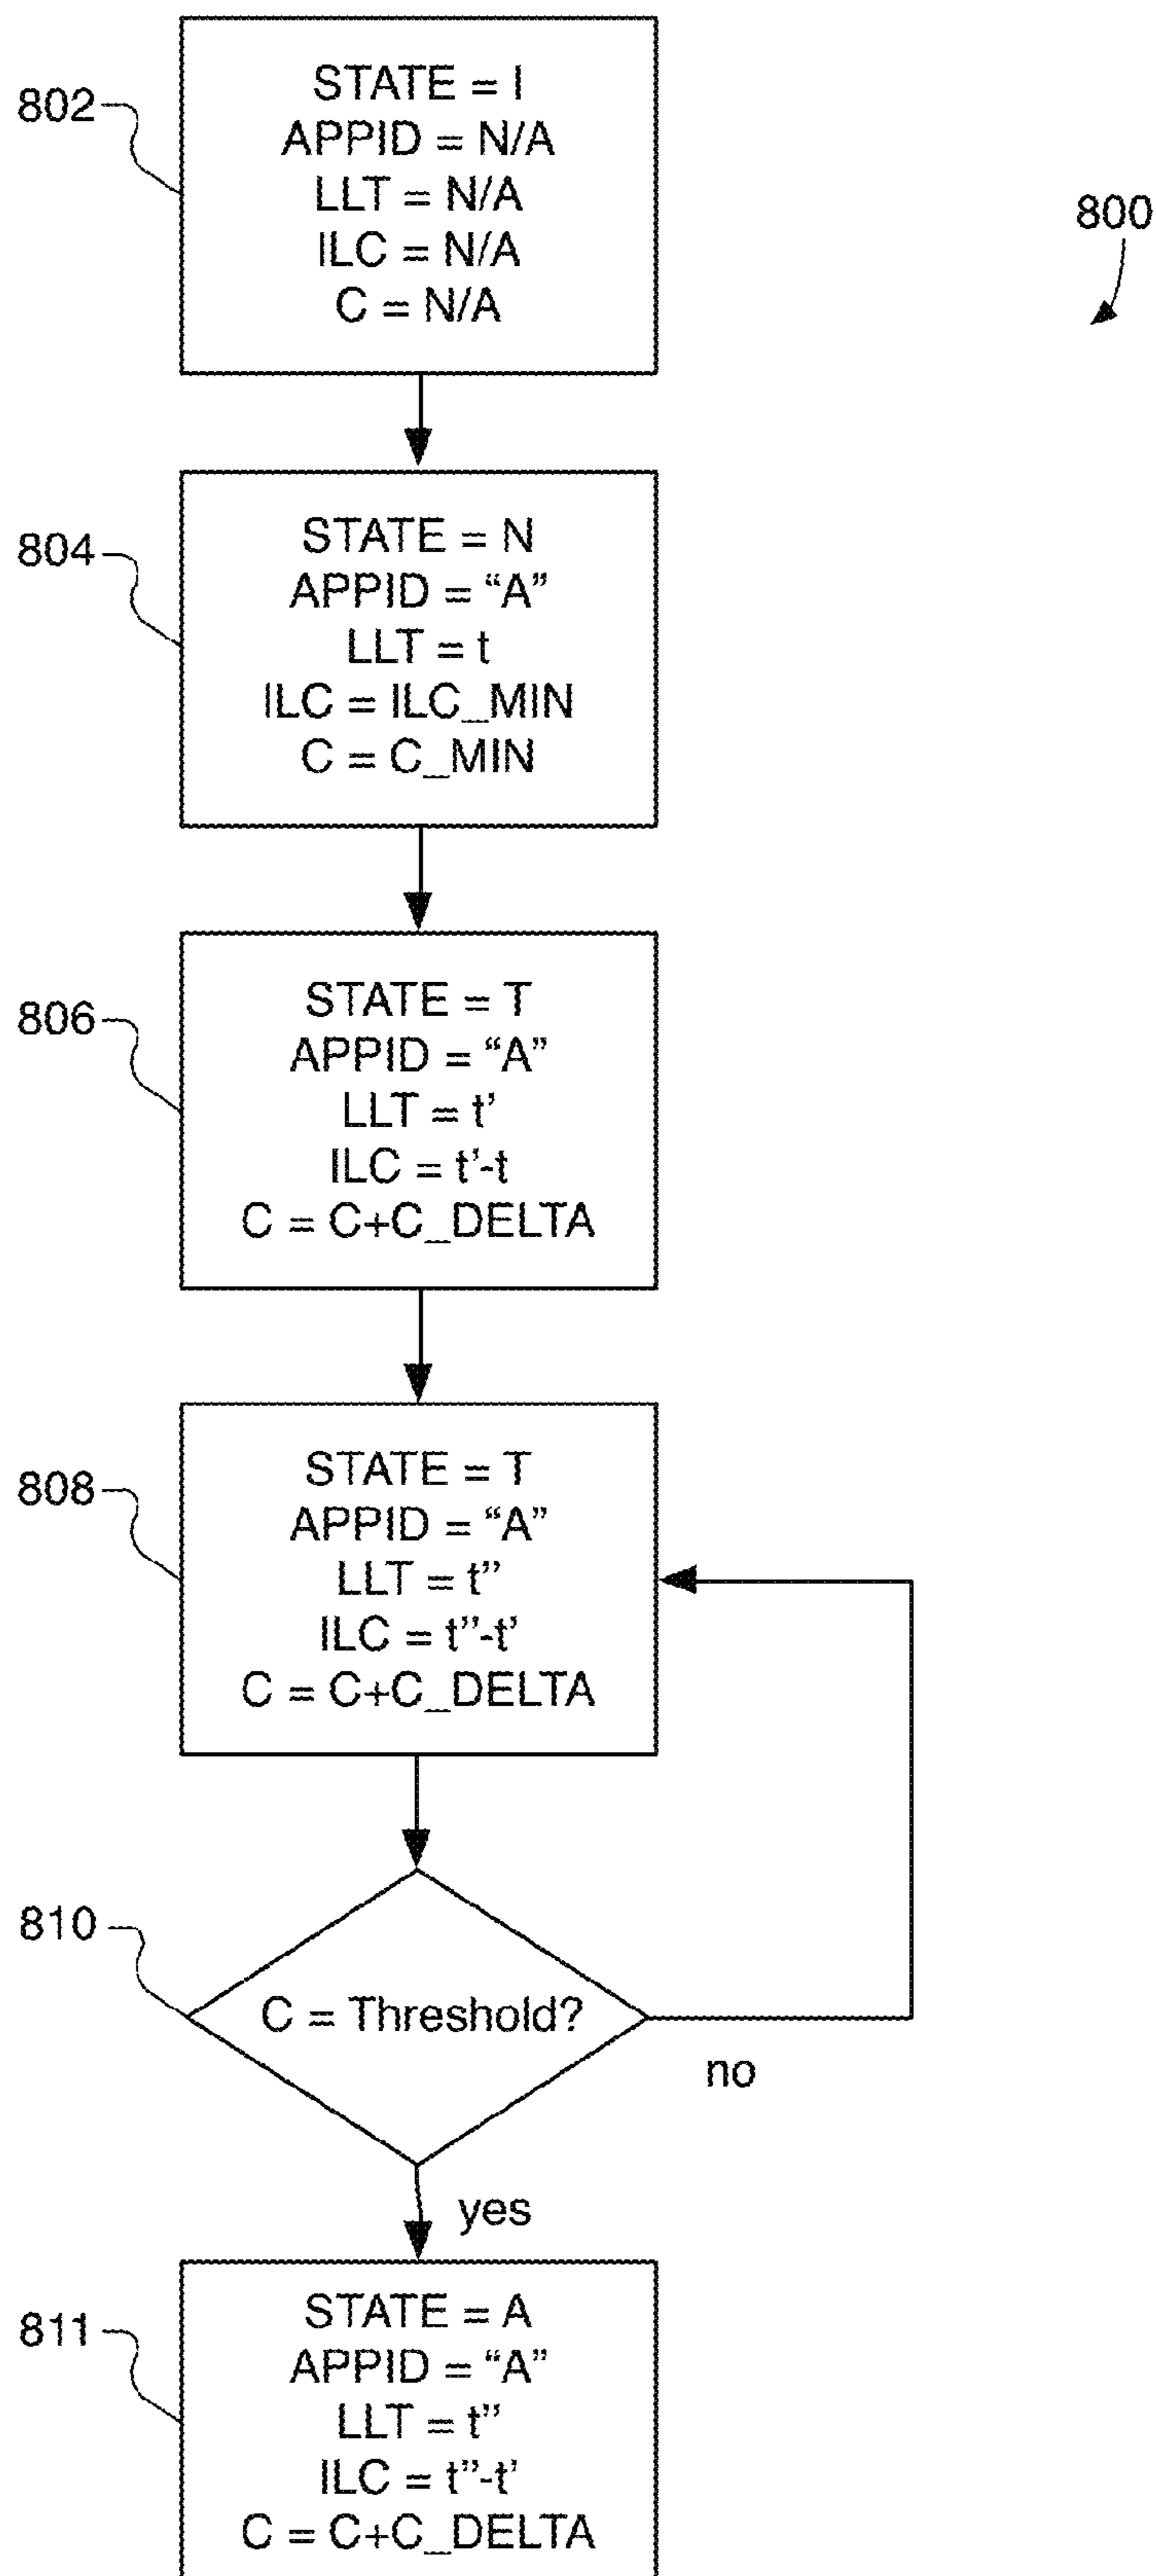 802
STATE = I
APPID = N/A
LLT = N/A
ILC = N/A
C = N/A
800
804
STATE = N
APPID = “A”
LLT = t
ILC = ILC_MIN
C = C_MIN
806
STATE = T
APPID = “A”
LLT = t’
ILC = t’-t
C = C+C_DELTA
808
STATE = T
APPID = “A”
LLT = t”
ILC = t”-t’
C = C+C_DELTA
810
C = Threshold?
no
yes
811
STATE = A
APPID = “A”
LLT = t”
ILC = t”-t’
C = C+C_DELTA